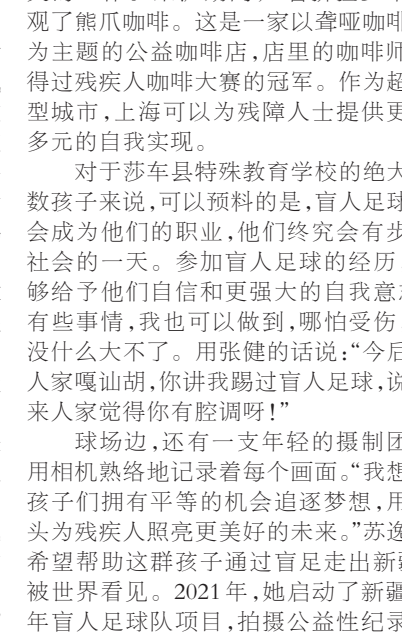 观了熊爪咖啡。这是一家以聋哑咖啡
为主题的公益咖啡店,店里的咖啡师
得过残疾人咖啡大赛的冠军。作为超
型城市,上海可以为残障人士提供更
多元的自我实现。
对于莎车县特殊教育学校的绝大
数孩子来说,可以预料的是,盲人足球
会成为他们的职业,他们终究会有步
社会的一天。参加盲人足球的经历
够给予他们自信和更强大的自我意志
有些事情,我也可以做到,哪怕受伤
没什么大不了。用张健的话说:“今后
人家嘎讪胡,你讲我踢过盲人足球,说
来人家觉得你有腔调呀!”
球场边,还有一支年轻的摄制团
用相机熟络地记录着每个画面。“我想
孩子们拥有平等的机会追逐梦想,用
头为残疾人照亮更美好的未来。”苏逸
希望帮助这群孩子通过盲足走出新疆
被世界看见。2021年,她启动了新疆
年盲人足球队项目,拍摄公益性纪录